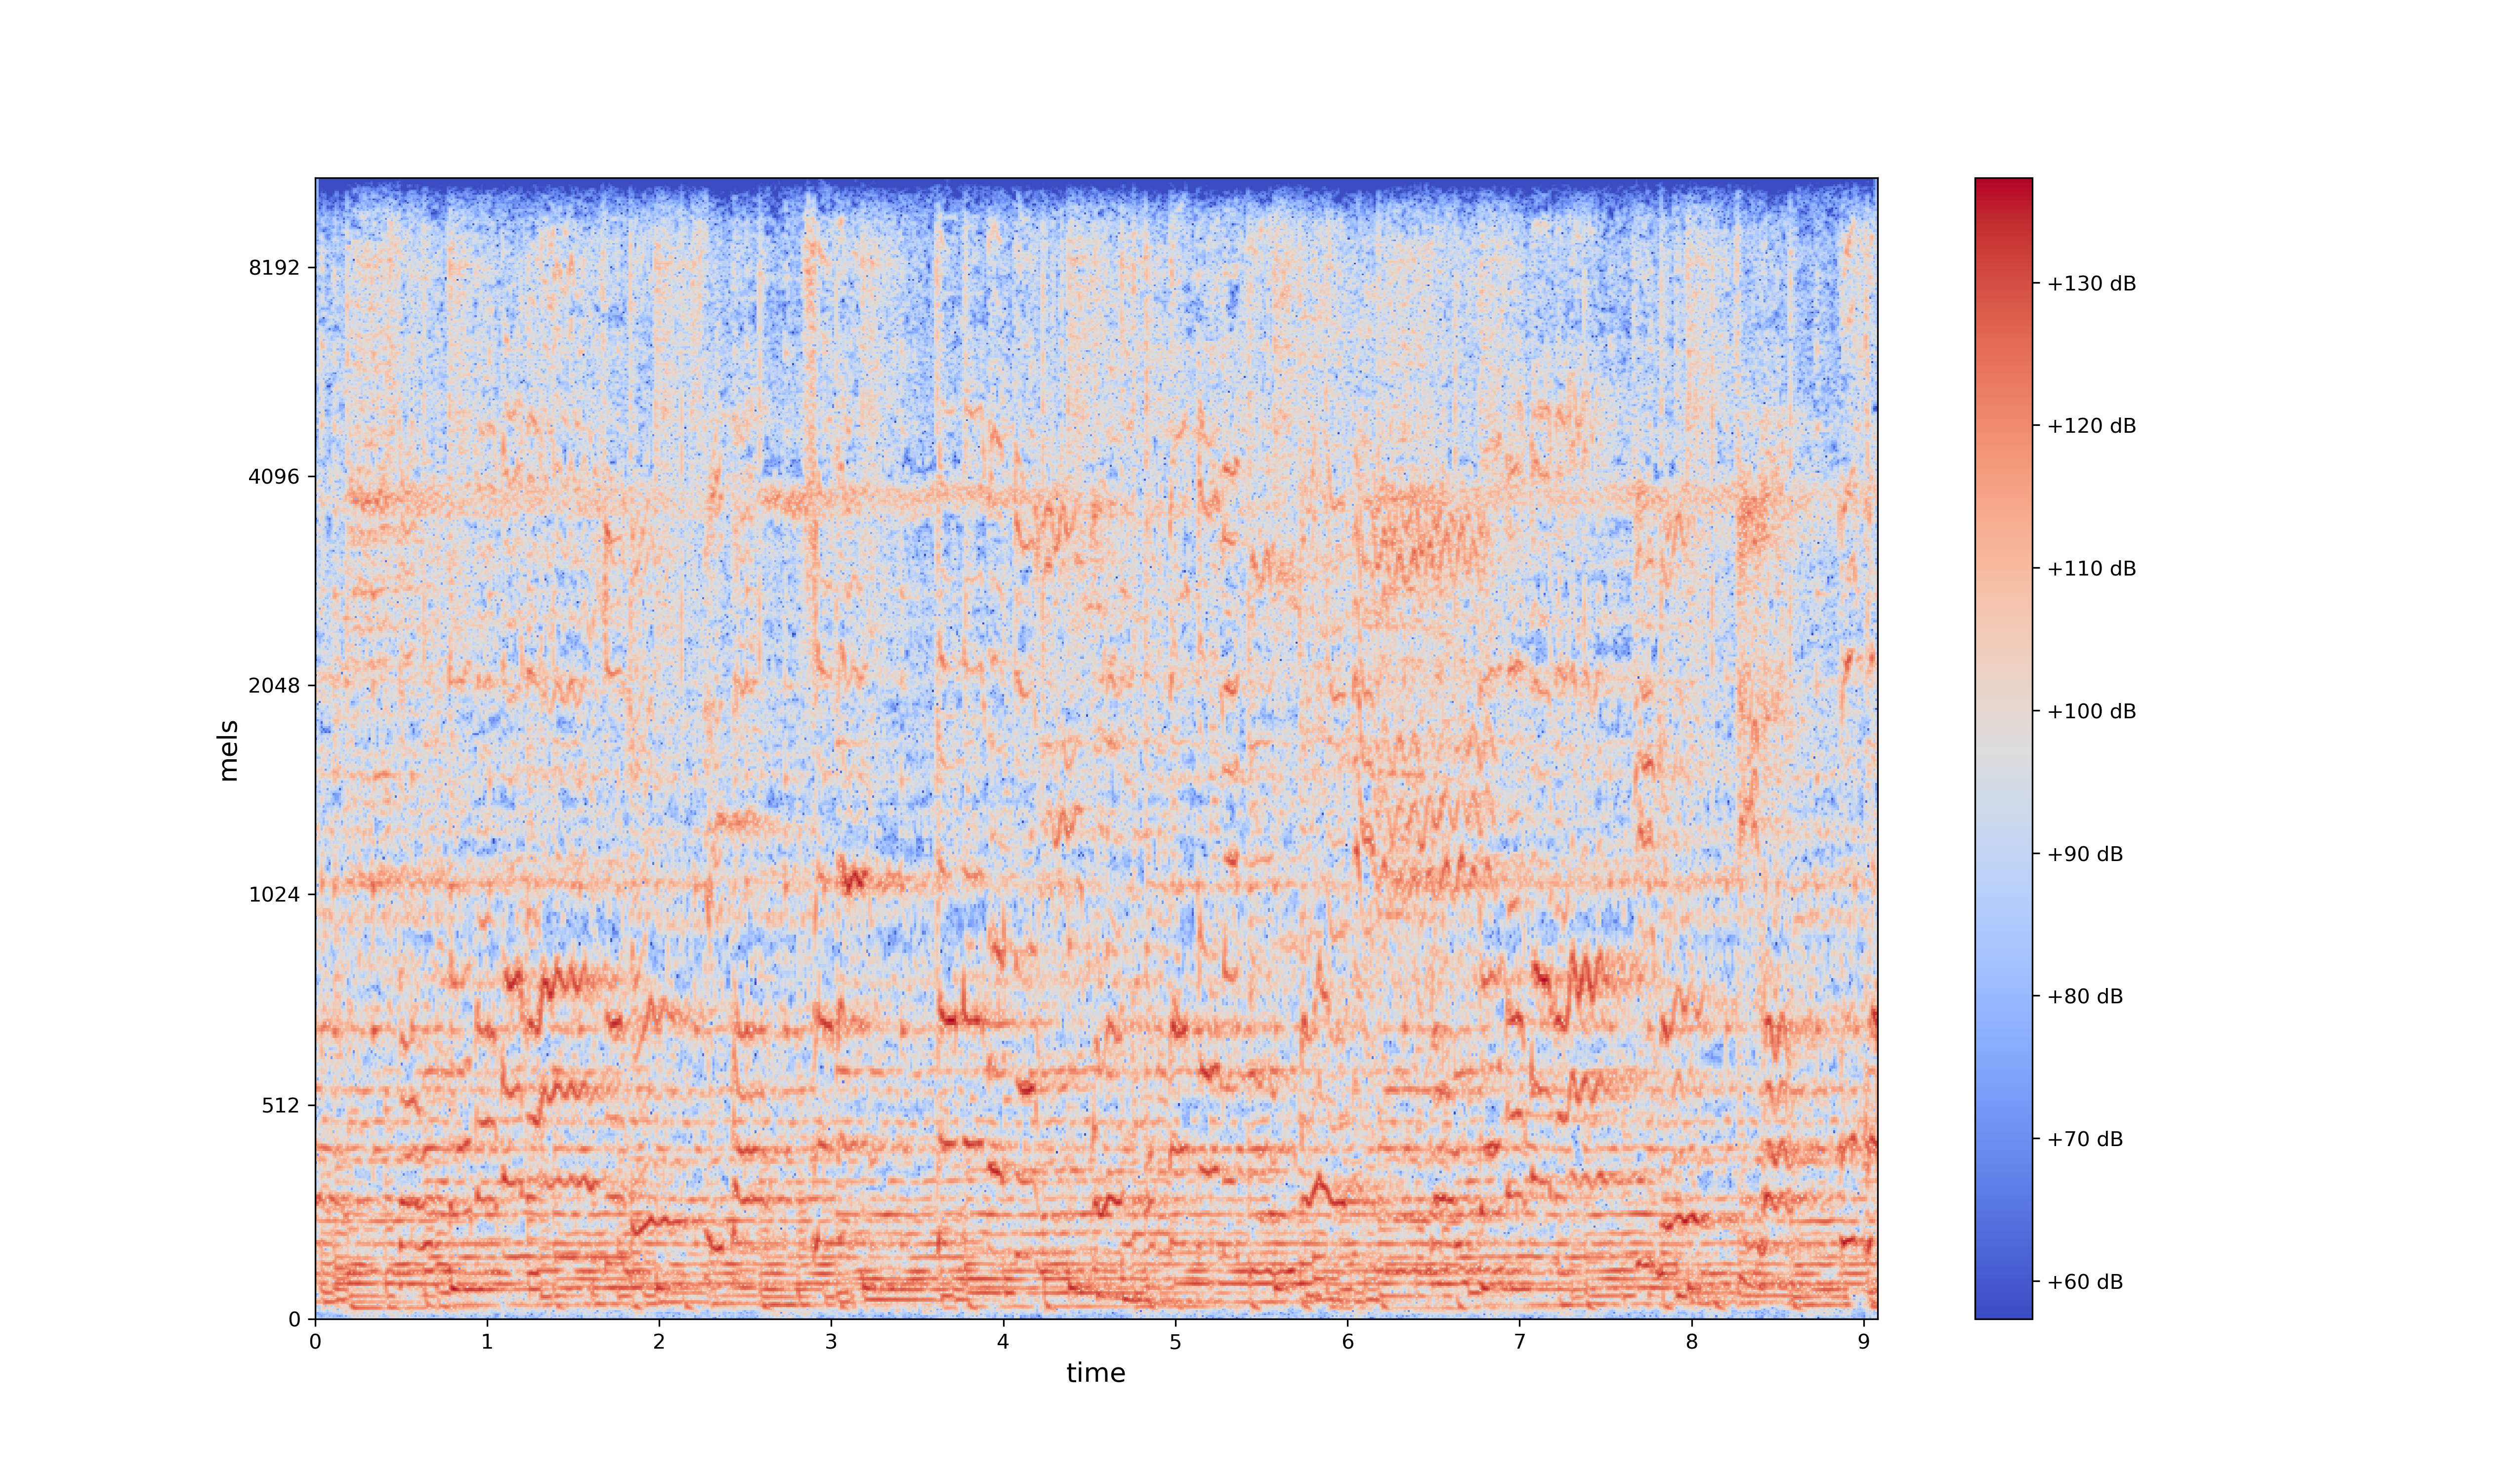 8192
4096
2048
1024
512
0
mels
0 1 2 3 4 5 6 7 8 9
time
+130 dB
+120 dB
+110 dB
+100 dB
+90 dB
+80 dB
+70 dB
+60 dB